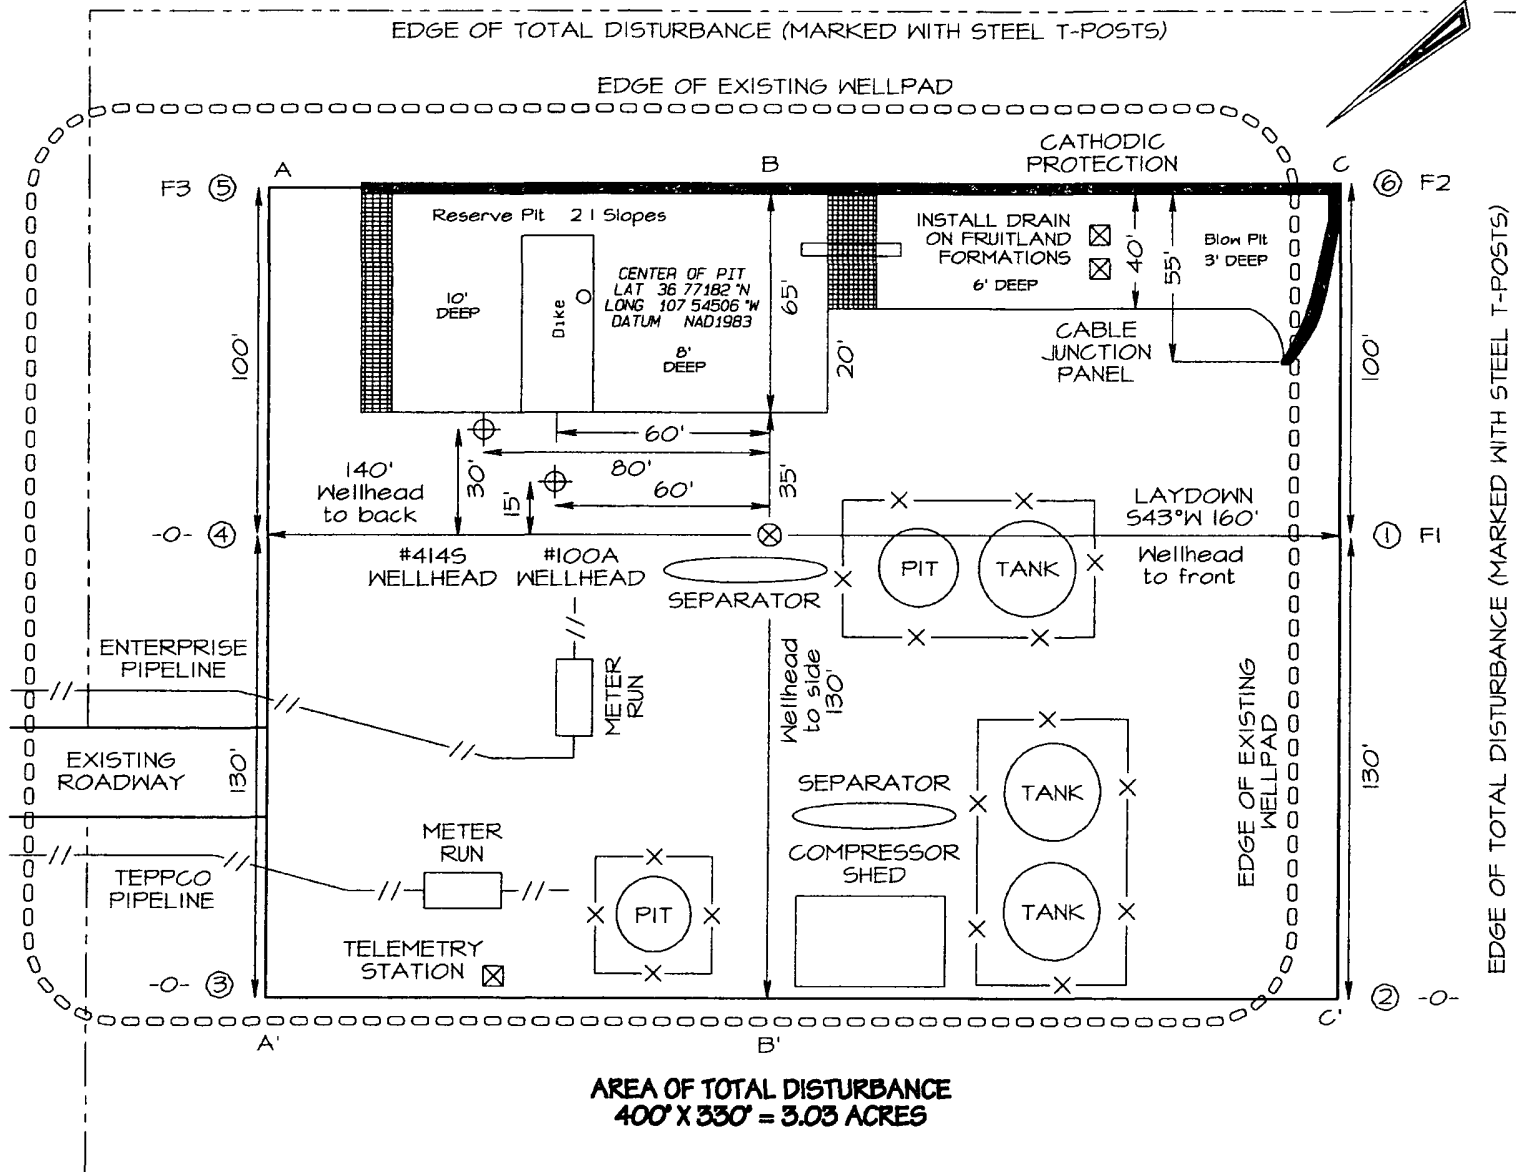 EDGE OF TOTAL DISTURBANCE (MARKED WITH STEEL T-POSTS)
EDGE OF EXISTING WELLPAD
CATHODIC
PROTECTION
A
B
C
F3 5
6 F2
Reserve Pit 2 1 Slopes
INSTALL DRAIN
ON FRUITLAND
FORMATIONS
6' DEEP
40'
55'
Blow Pit
3' DEEP
10'
DEEP
Dike
CENTER OF PIT
LAT 36 77182 °N
LONG 107 54506 °W
DATUM NAD1983
8'
DEEP
65'
20'
CABLE
JUNCTION
PANEL
100'
100'
EDGE OF TOTAL DISTURBANCE (MARKED WITH STEEL T-POSTS)
60'
80'
60'
30'
15'
35'
140'
Wellhead
to back
LAYDOWN
S43°W 160'
Wellhead
to front
-0- 4
1 F1
#414S
WELLHEAD
#100A
WELLHEAD
SEPARATOR
PIT
TANK
ENTERPRISE
PIPELINE
METER
RUN
Wellhead
to side
130'
EDGE OF EXISTING
WELLPAD
EXISTING
ROADWAY
130'
130'
SEPARATOR
TANK
METER
RUN
COMPRESSOR
SHED
TEPPCO
PIPELINE
PIT
TANK
TELEMETRY
STATION
-0- 3
2 -0-
A'
B'
C'
AREA OF TOTAL DISTURBANCE
400' X 330' = 3.03 ACRES